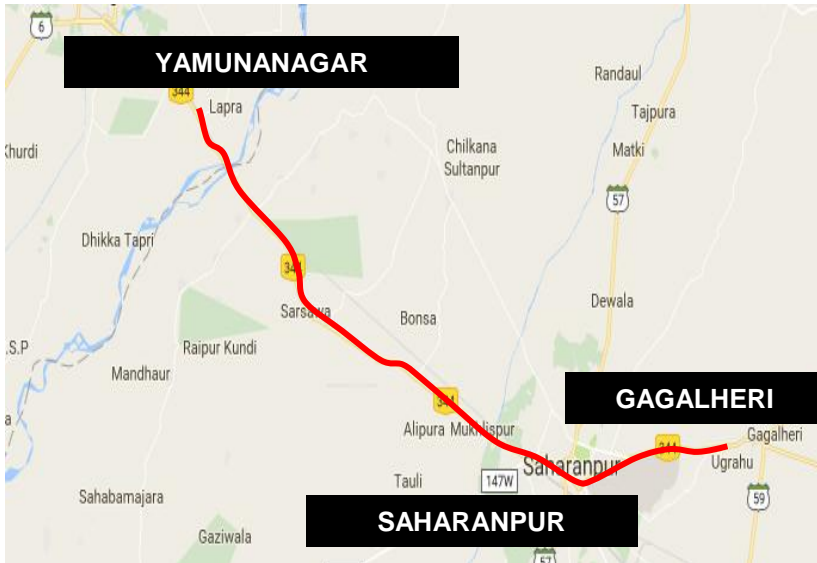 6
YAMUNANAGAR
344
Lapra
Randaul
Tajpura
Khurdi
Chilkana
Sultanpur
Matki
57
Dhikka Tapri
344
Sarsawa
Dewala
Bonsa
.S.P
Raipur Kundi
Mandhaur
GAGALHERI
344
a
Alipura Mukhlispur
Gagalheri
344
Saharanpur
Ugrahu
Tauli
147W
Sahabamajara
59
SAHARANPUR
Gaziwala
57